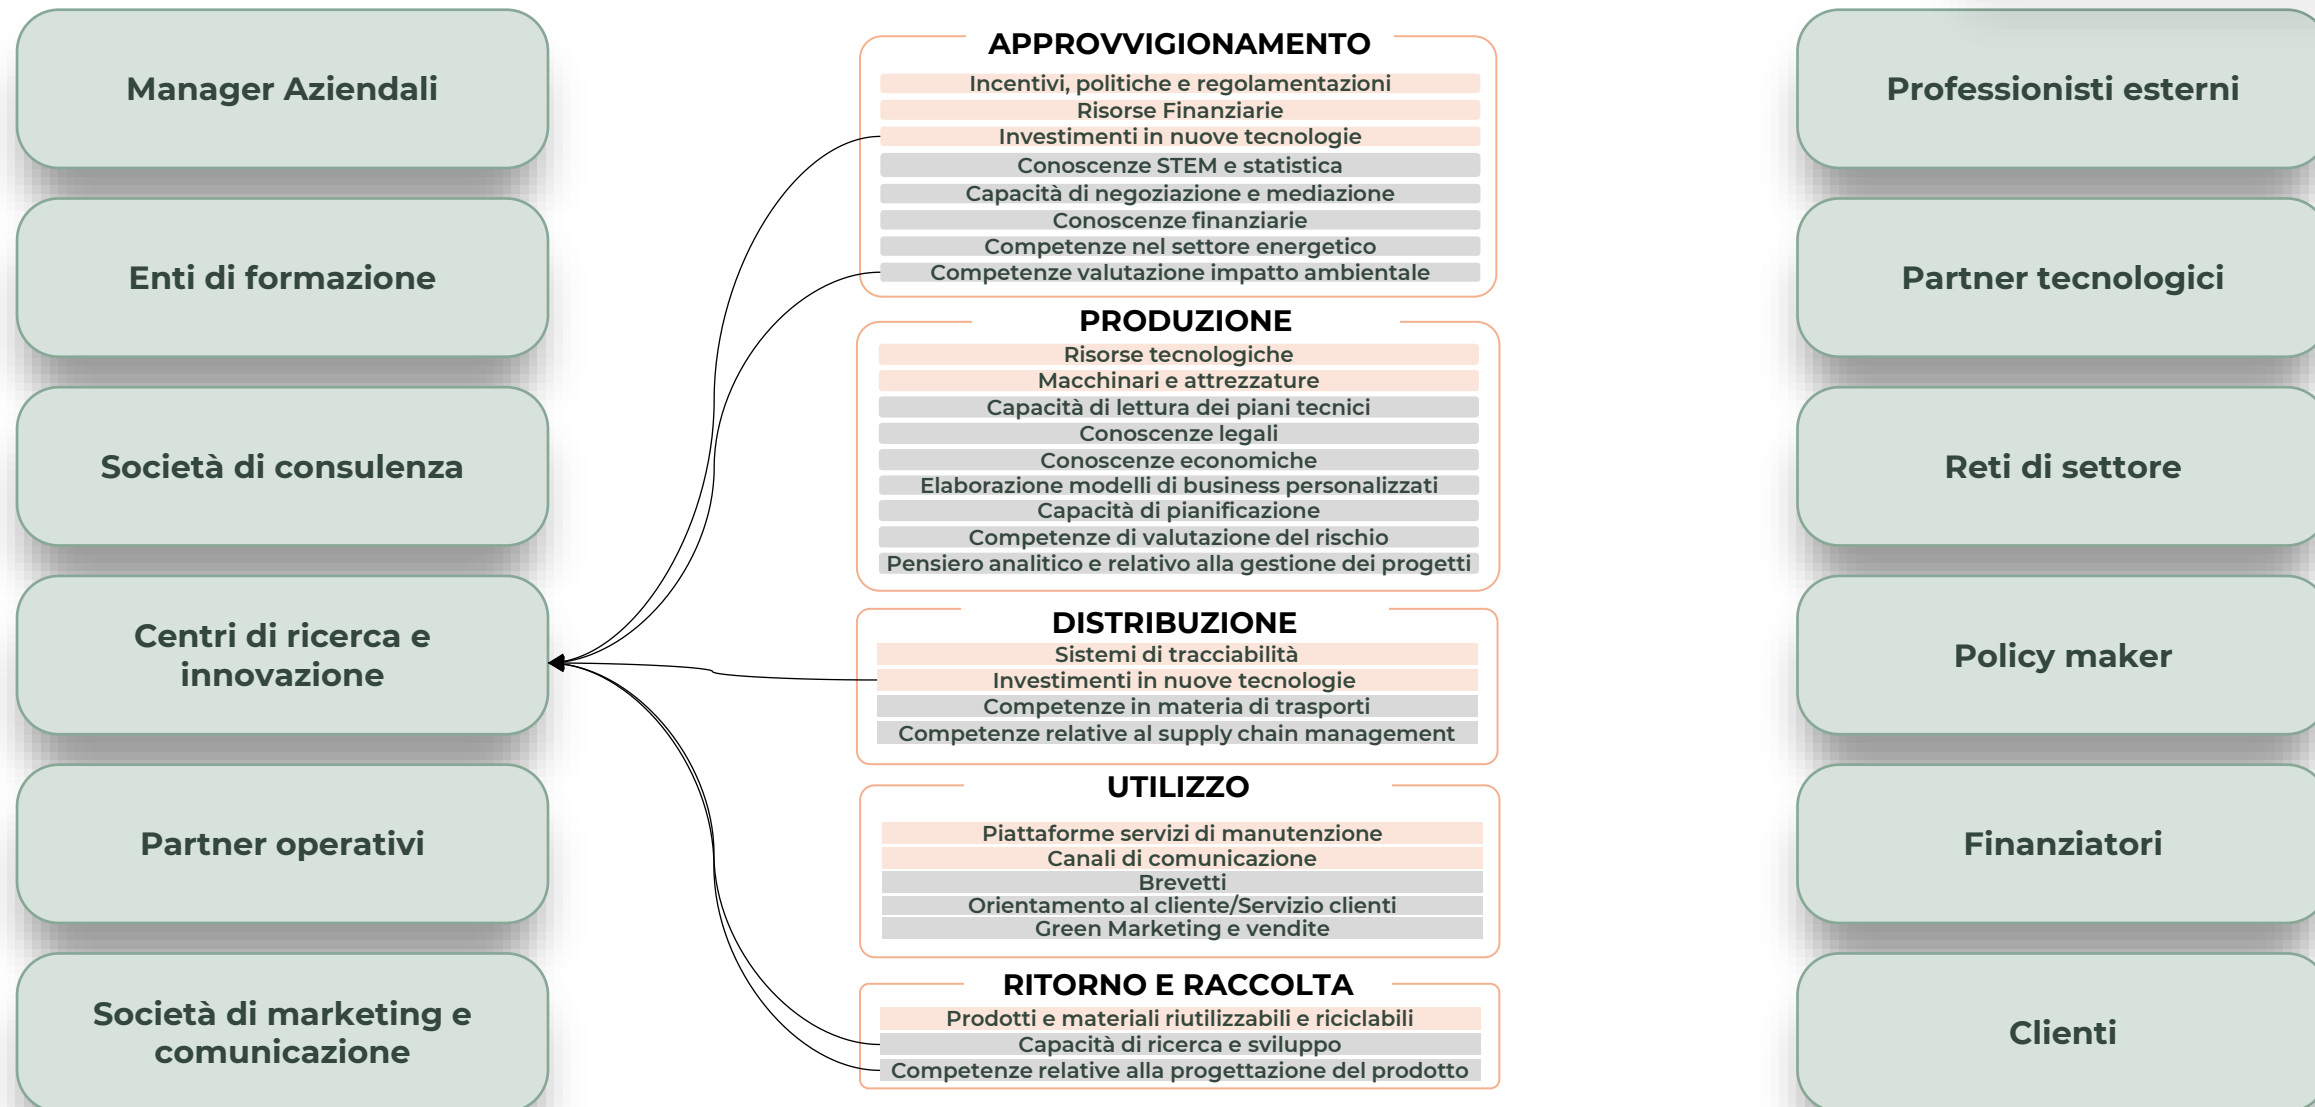 Manager Aziendali
Enti di formazione
Società di consulenza
Centri di ricerca e
innovazione
Partner operativi
Società di marketing e
comunicazione
APPROVVIGIONAMENTO
Incentivi, politiche e regolamentazioni
Risorse Finanziarie
Investimenti in nuove tecnologie
Conoscenze STEM e statistica
Capacità di negoziazione e mediazione
Conoscenze finanziarie
Competenze nel settore energetico
Competenze valutazione impatto ambientale
PRODUZIONE
Risorse tecnologiche
Macchinari e attrezzature
Capacità di lettura dei piani tecnici
Conoscenze legali
Conoscenze economiche
Elaborazione modelli di business personalizzati
Capacità di pianificazione
Competenze di valutazione del rischio
Pensiero analitico e relativo alla gestione dei progetti
DISTRIBUZIONE
Sistemi di tracciabilità
Investimenti in nuove tecnologie
Competenze in materia di trasporti
Competenze relative al supply chain management
UTILIZZO
Piattaforme servizi di manutenzione
Canali di comunicazione
Brevetti
Orientamento al cliente/Servizio clienti
Green Marketing e vendite
RITORNO E RACCOLTA
Prodotti e materiali riutilizzabili e riciclabili
Capacità di ricerca e sviluppo
Competenze relative alla progettazione del prodotto
Professionisti esterni
Partner tecnologici
Reti di settore
Policy maker
Finanziatori
Clienti